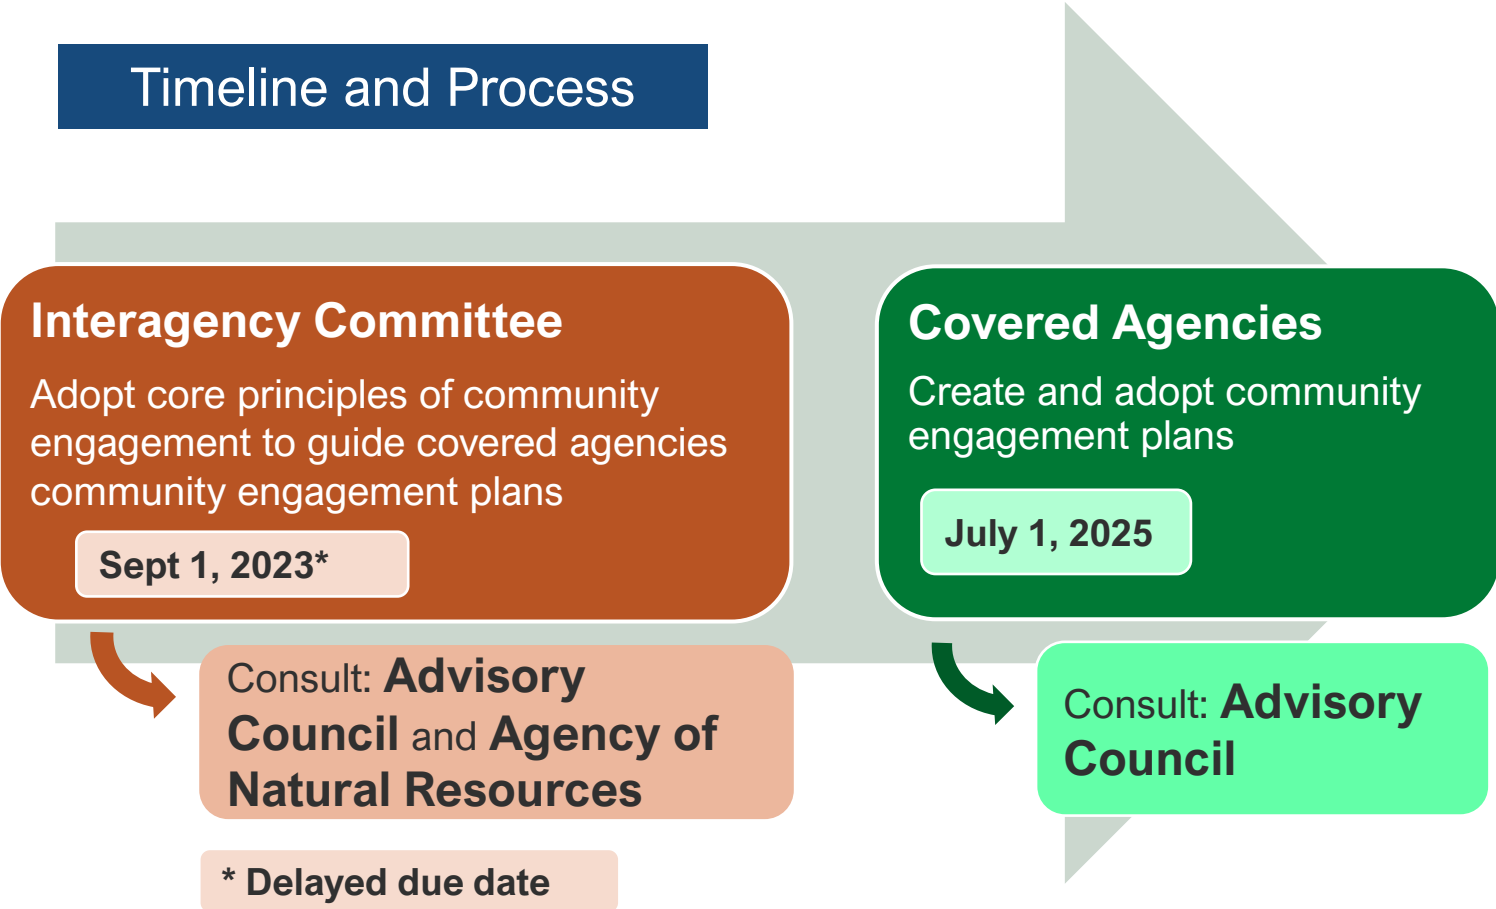 Timeline and Process
Interagency Committee
Adopt core principles of community
engagement to guide covered agencies
community engagement plans
Sept 1, 2023*
Consult: Advisory
Council and Agency of
Natural Resources
* Delayed due date
Covered Agencies
Create and adopt community
engagement plans
July 1, 2025
Consult: Advisory
Council